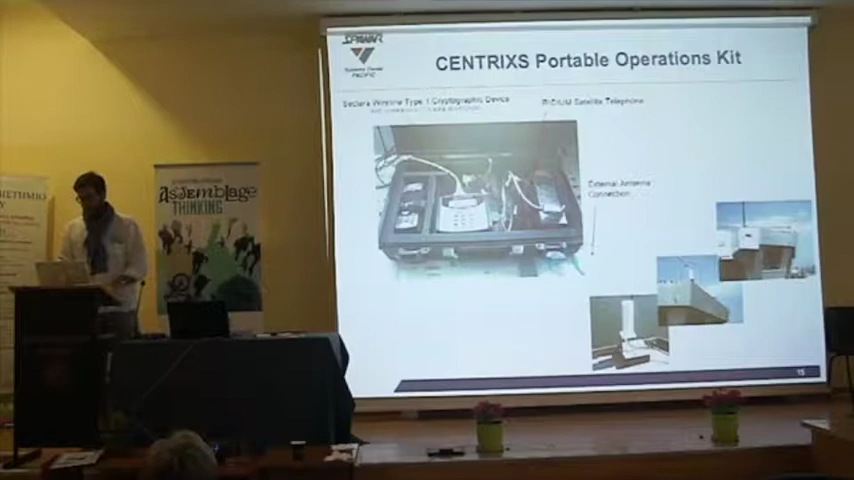 SPAWAR
Systems Center
PACIFIC
CENTRIXS Portable Operations Kit
Sectera Wireline Type 1 Cryptographic Device
IRIDIUM Satellite Telephone
External Antenna
Connection
15
AssemBlage
THINKING